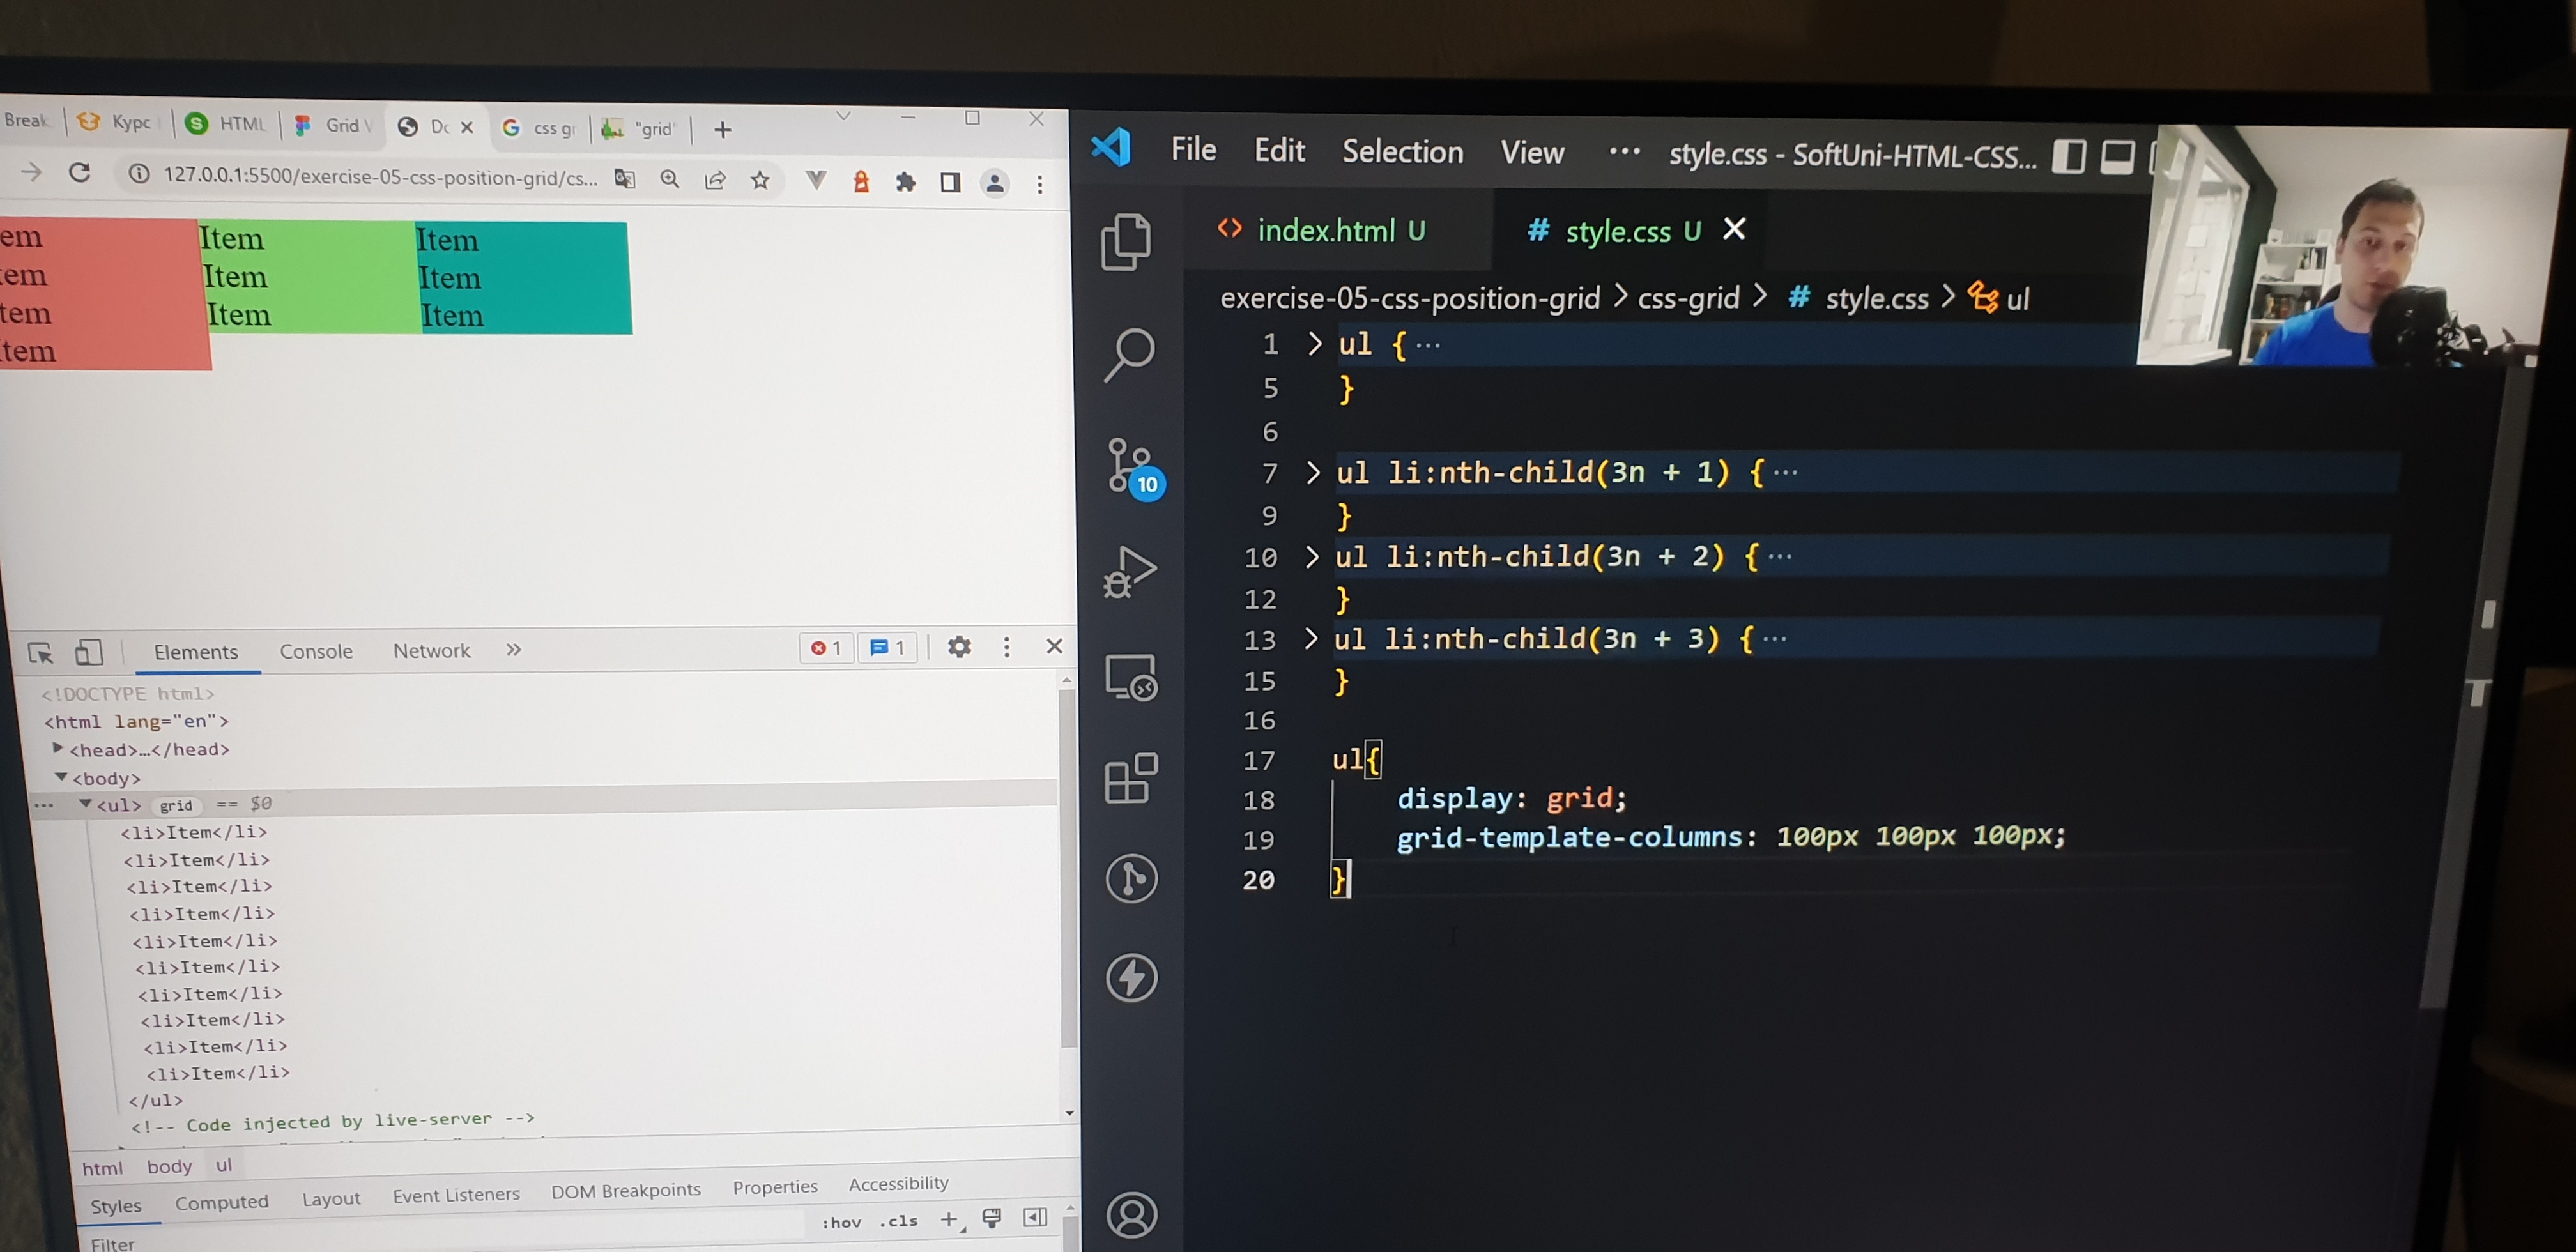 Break
Курс
HTML
Grid
Do
css gr
"grid"
127.0.0.1:5500/exercise-05-css-position-grid/cs...
em Item Item
em Item Item
tem Item Item
tem
Elements Console Network 1 1
<!DOCTYPE html>
<html lang="en">
<head>…</head>
<body>
<ul> grid == $0
<li>Item</li>
<li>Item</li>
<li>Item</li>
<li>Item</li>
<li>Item</li>
<li>Item</li>
<li>Item</li>
<li>Item</li>
<li>Item</li>
<li>Item</li>
</ul>
<!-- Code injected by live-server -->
html body ul
Styles Computed Layout Event Listeners DOM Breakpoints Properties Accessibility
:hov .cls
Filter
File Edit Selection View ··· style.css - SoftUni-HTML-CSS...
index.html U # style.css U
exercise-05-css-position-grid > css-grid > # style.css > ul
10
1 > ul { ···
5 }
6
7 > ul li:nth-child(3n + 1) { ···
9 }
10 > ul li:nth-child(3n + 2) { ···
12 }
13 > ul li:nth-child(3n + 3) { ···
15 }
16
17 ul{
18 display: grid;
19 grid-template-columns: 100px 100px 100px;
20 }